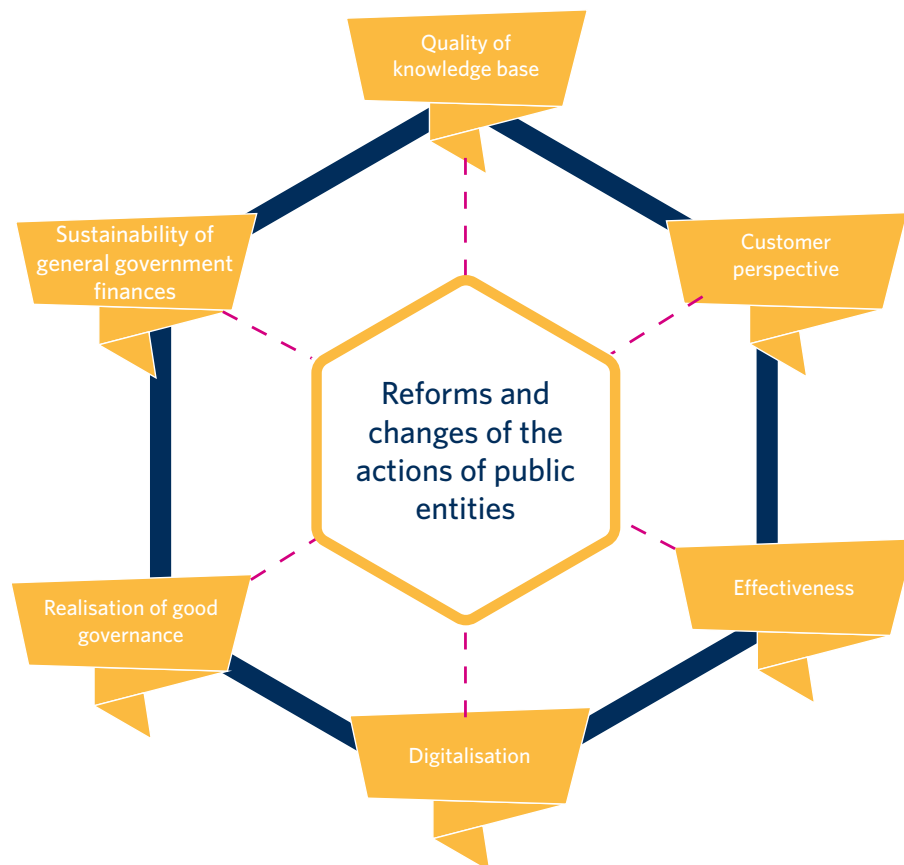 Quality of
knowledge base
Sustainability of
general government
finances
Customer
perspective
Reforms and
changes of the
actions of public
entities
Realisation of good
governance
Effectiveness
Digitalisation